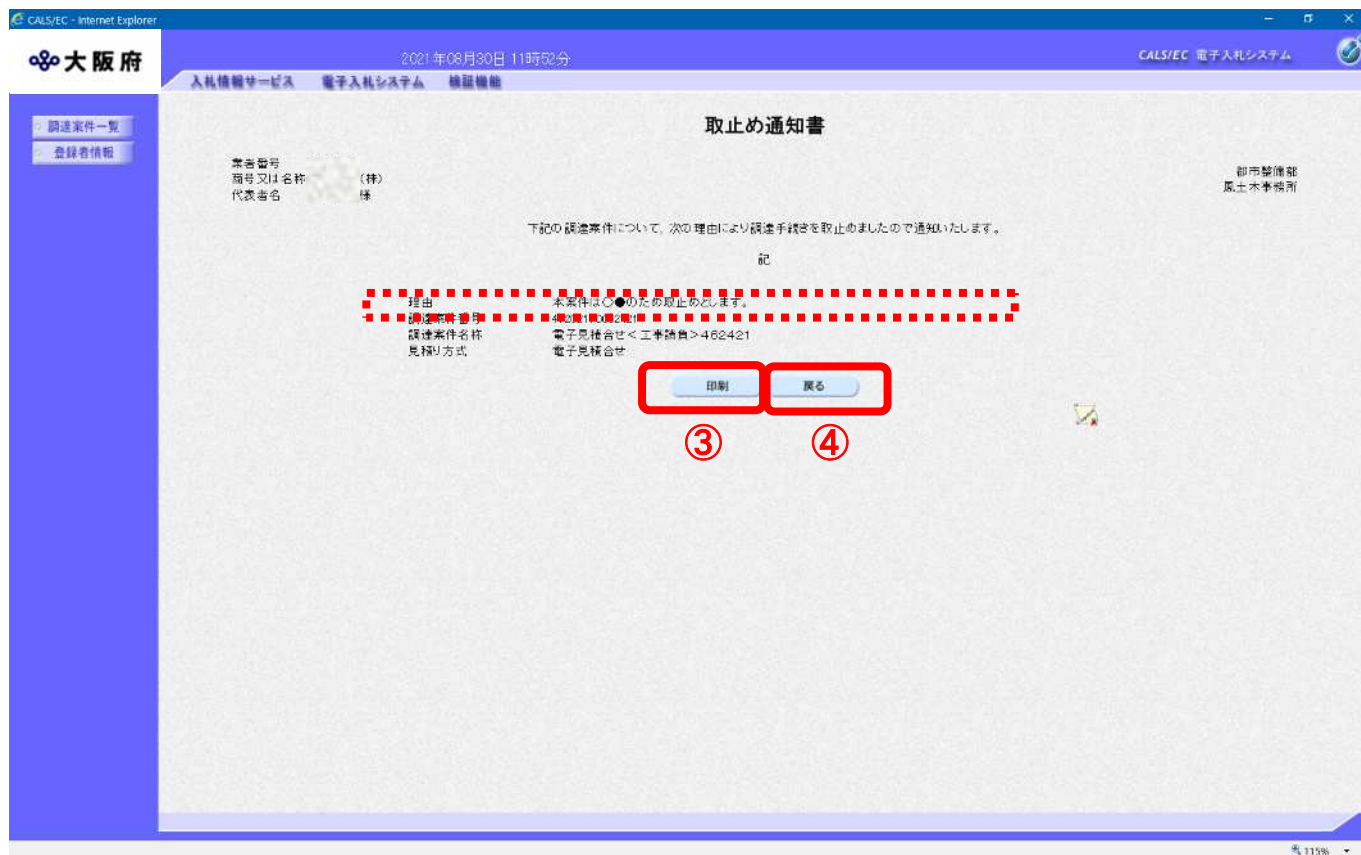 CALS/EC - Internet Explorer
大阪府
2021年08月30日 11時52分
CALS/EC 電子入札システム
入札情報サービス 電子入札システム 検証機能
調達案件一覧
登録者情報
取止め通知書
業者番号
商号又は名称 (株)
代表者名 様
都市整備部
鳳土木事務所
下記の調達案件について, 次の理由により調達手続きを取止めましたので通知いたします。
記
理由 本案件は○●のため取止めとします。
調達案件番号
調達案件名称 電子見積合せ<工事請負>462421
見積り方式 電子見積合せ
印刷 戻る
③ ④
115%